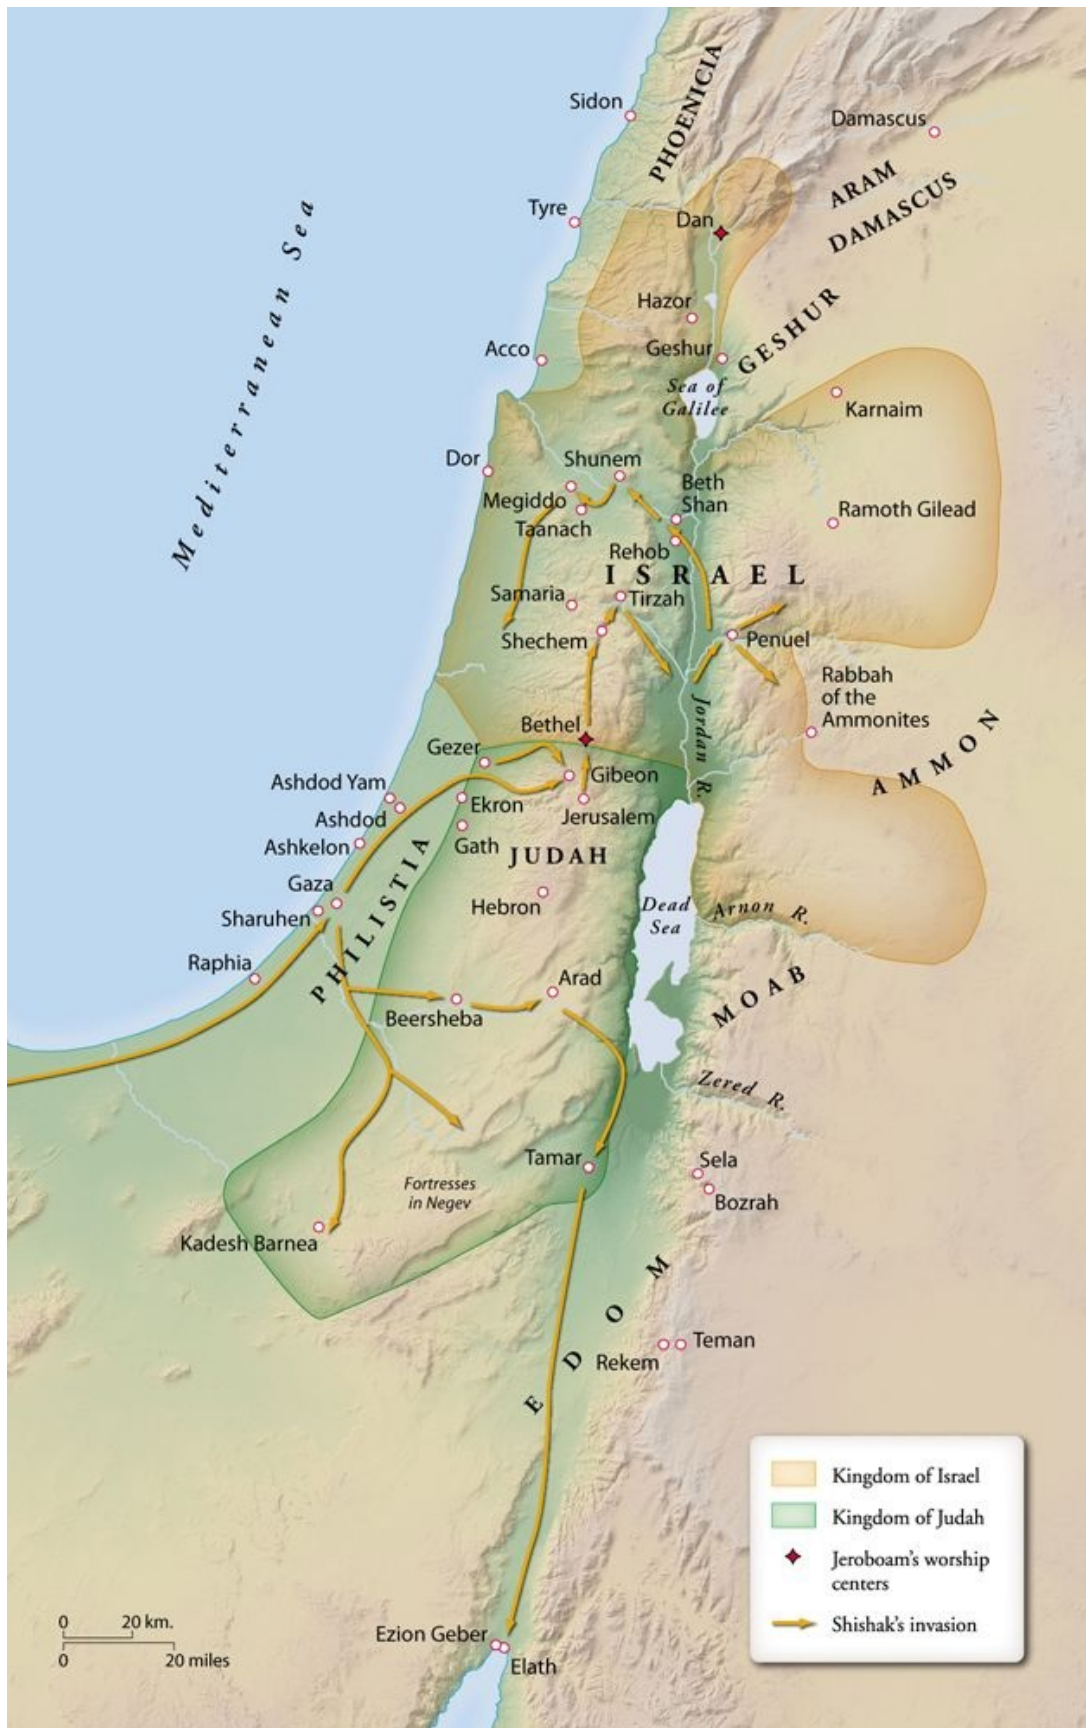 PHOENICIA
Sidon
Damascus
ARAM
DAMASCUS
Tyre
Dan
Mediterranean Sea
Hazor
GESHUR
Acco
Geshur
Sea of
Galilee
Karnaim
Dor
Shunem
Megiddo
Beth
Shan
Taanach
Ramoth Gilead
Rehob
ISRAEL
Samaria
Tirzah
Shechem
Penuel
Rabbah
of the
Ammonites
Jordan R.
Bethel
AMMON
Gezer
Gibeon
Ashdod Yam
Ekron
Ashdod
Jerusalem
Ashkelon
Gath
JUDAH
PHILISTIA
Gaza
Sharuhen
Hebron
Dead
Sea
Arnon R.
Raphia
Arad
MOAB
Beersheba
Zered R.
Tamar
Sela
Fortresses
in Negev
Bozrah
Kadesh Barnea
EDOM
Teman
Rekem
Kingdom of Israel
Kingdom of Judah
Jeroboam's worship
centers
Shishak's invasion
0 20 km.
0 20 miles
Ezion Geber
Elath